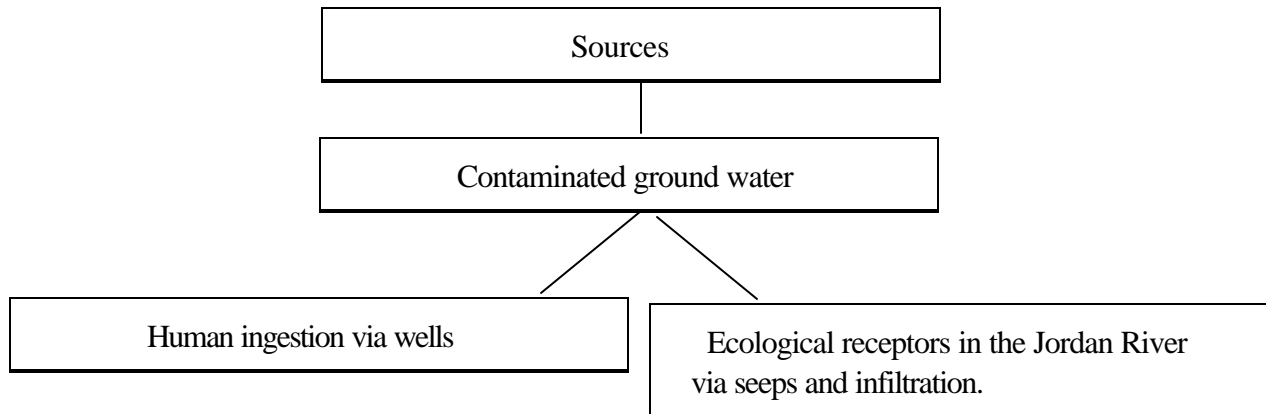 Sources
Contaminated ground water
Human ingestion via wells
Ecological receptors in the Jordan River
via seeps and infiltration.